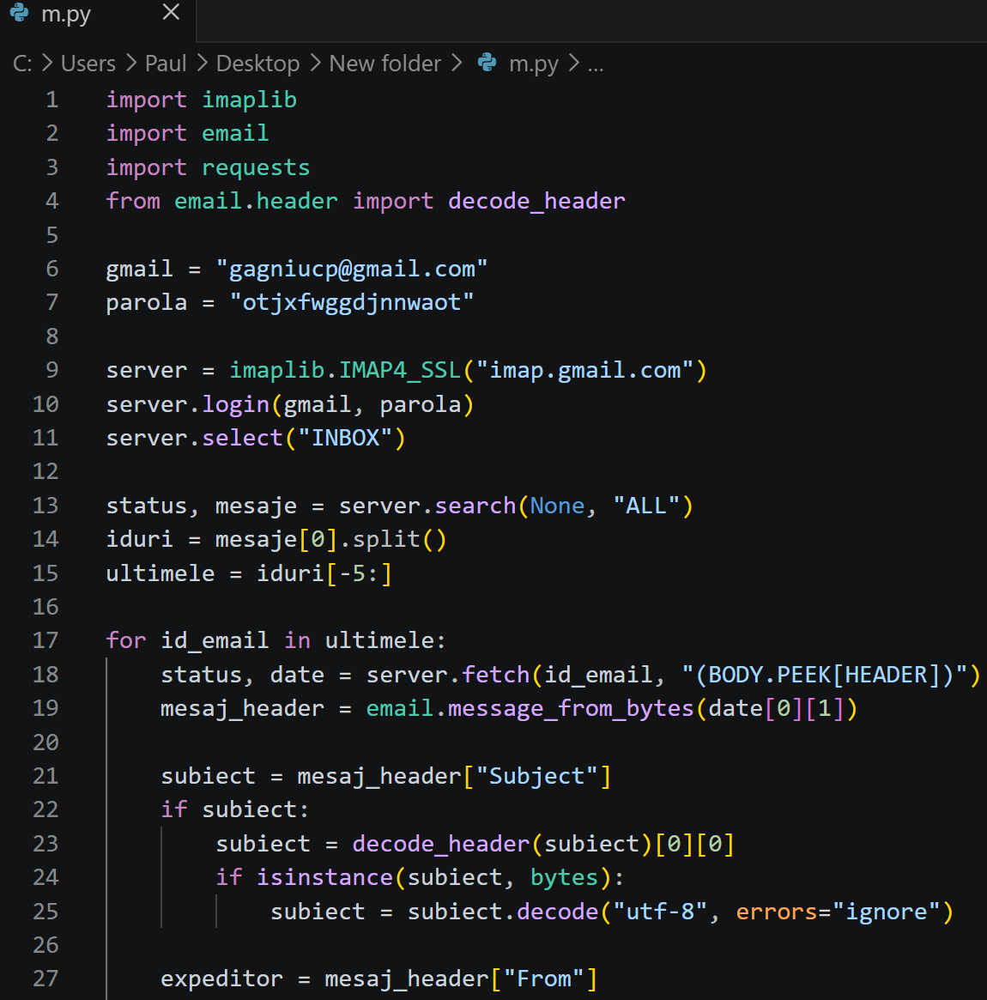 m.py
C: > Users > Paul > Desktop > New folder > m.py > ...
1 import imaplib
2 import email
3 import requests
4 from email.header import decode_header
5
6 gmail = "gagniucp@gmail.com"
7 parola = "otjxfwggdjnnwaot"
8
9 server = imaplib.IMAP4_SSL("imap.gmail.com")
10 server.login(gmail, parola)
11 server.select("INBOX")
12
13 status, mesaje = server.search(None, "ALL")
14 iduri = mesaje[0].split()
15 ultimele = iduri[-5:]
16
17 for id_email in ultimele:
18     status, date = server.fetch(id_email, "(BODY.PEEK[HEADER])")
19     mesaj_header = email.message_from_bytes(date[0][1])
20
21     subiect = mesaj_header["Subject"]
22     if subiect:
23         subiect = decode_header(subiect)[0][0]
24         if isinstance(subiect, bytes):
25             subiect = subiect.decode("utf-8", errors="ignore")
26
27     expeditor = mesaj_header["From"]